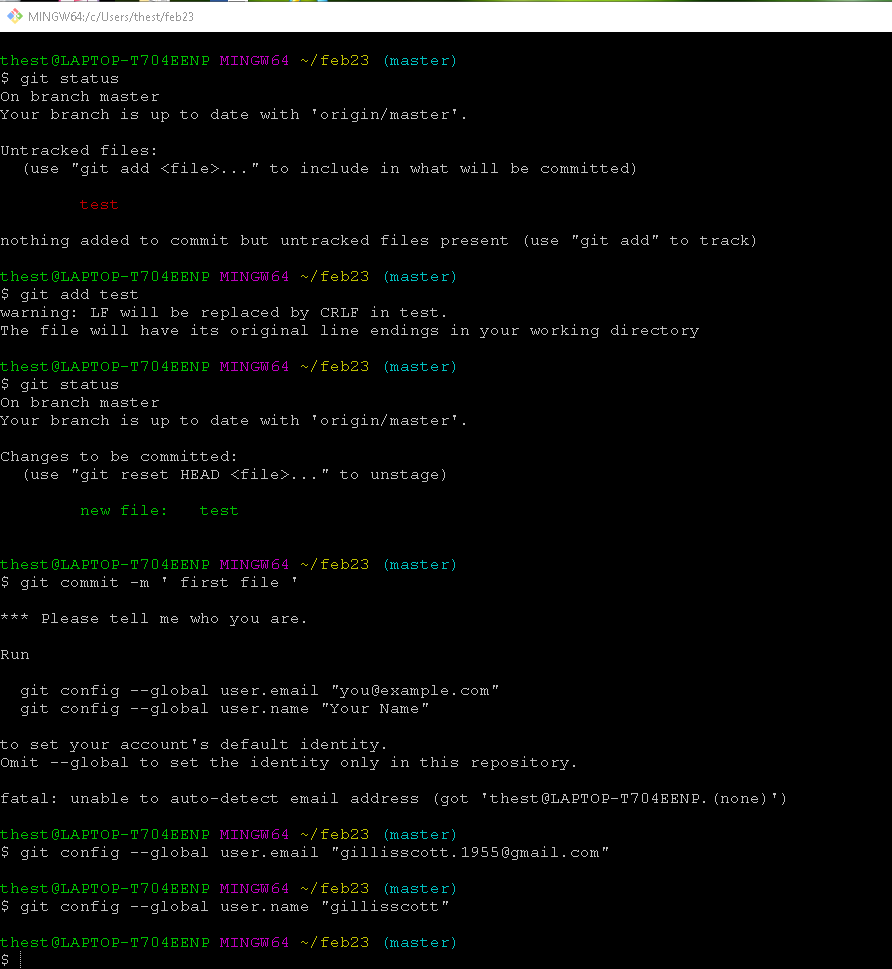 MINGW64:/c/Users/thest/feb23
thest@LAPTOP-T704EENP MINGW64 ~/feb23 (master)
$ git status
On branch master
Your branch is up to date with 'origin/master'.
Untracked files:
  (use "git add <file>..." to include in what will be committed)
        test
nothing added to commit but untracked files present (use "git add" to track)
thest@LAPTOP-T704EENP MINGW64 ~/feb23 (master)
$ git add test
warning: LF will be replaced by CRLF in test.
The file will have its original line endings in your working directory
thest@LAPTOP-T704EENP MINGW64 ~/feb23 (master)
$ git status
On branch master
Your branch is up to date with 'origin/master'.
Changes to be committed:
  (use "git reset HEAD <file>..." to unstage)
        new file:   test
thest@LAPTOP-T704EENP MINGW64 ~/feb23 (master)
$ git commit -m ' first file '
*** Please tell me who you are.
Run
  git config --global user.email "you@example.com"
  git config --global user.name "Your Name"
to set your account's default identity.
Omit --global to set the identity only in this repository.
fatal: unable to auto-detect email address (got 'thest@LAPTOP-T704EENP.(none)')
thest@LAPTOP-T704EENP MINGW64 ~/feb23 (master)
$ git config --global user.email "gillisscott.1955@gmail.com"
thest@LAPTOP-T704EENP MINGW64 ~/feb23 (master)
$ git config --global user.name "gillisscott"
thest@LAPTOP-T704EENP MINGW64 ~/feb23 (master)
$